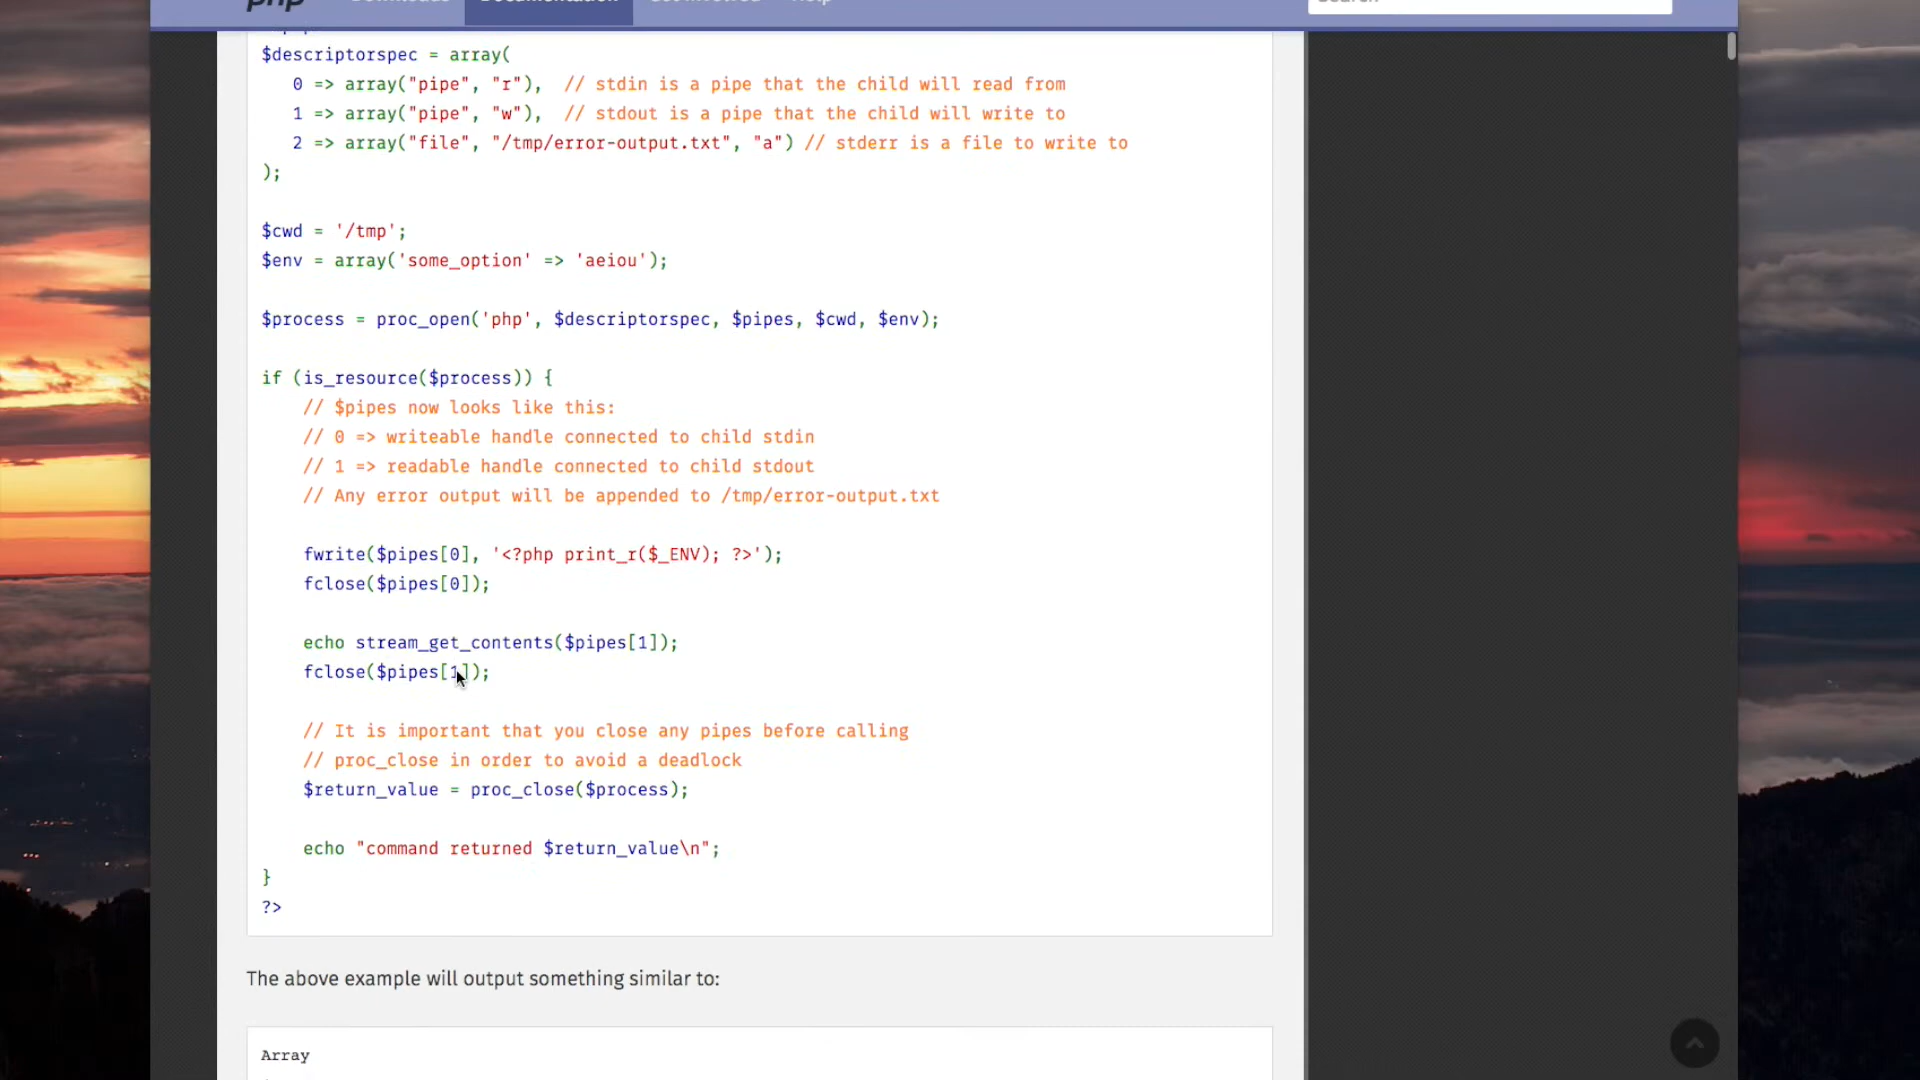 php Downloads Documentation Get Involved Help Search
$descriptorspec = array(
   0 => array("pipe", "r"),  // stdin is a pipe that the child will read from
   1 => array("pipe", "w"),  // stdout is a pipe that the child will write to
   2 => array("file", "/tmp/error-output.txt", "a") // stderr is a file to write to
);
$cwd = '/tmp';
$env = array('some_option' => 'aeiou');
$process = proc_open('php', $descriptorspec, $pipes, $cwd, $env);
if (is_resource($process)) {
    // $pipes now looks like this:
    // 0 => writeable handle connected to child stdin
    // 1 => readable handle connected to child stdout
    // Any error output will be appended to /tmp/error-output.txt
    fwrite($pipes[0], '<?php print_r($_ENV); ?>');
    fclose($pipes[0]);
    echo stream_get_contents($pipes[1]);
    fclose($pipes[1]);
    // It is important that you close any pipes before calling
    // proc_close in order to avoid a deadlock
    $return_value = proc_close($process);
    echo "command returned $return_value\n";
}
?>
The above example will output something similar to:
Array